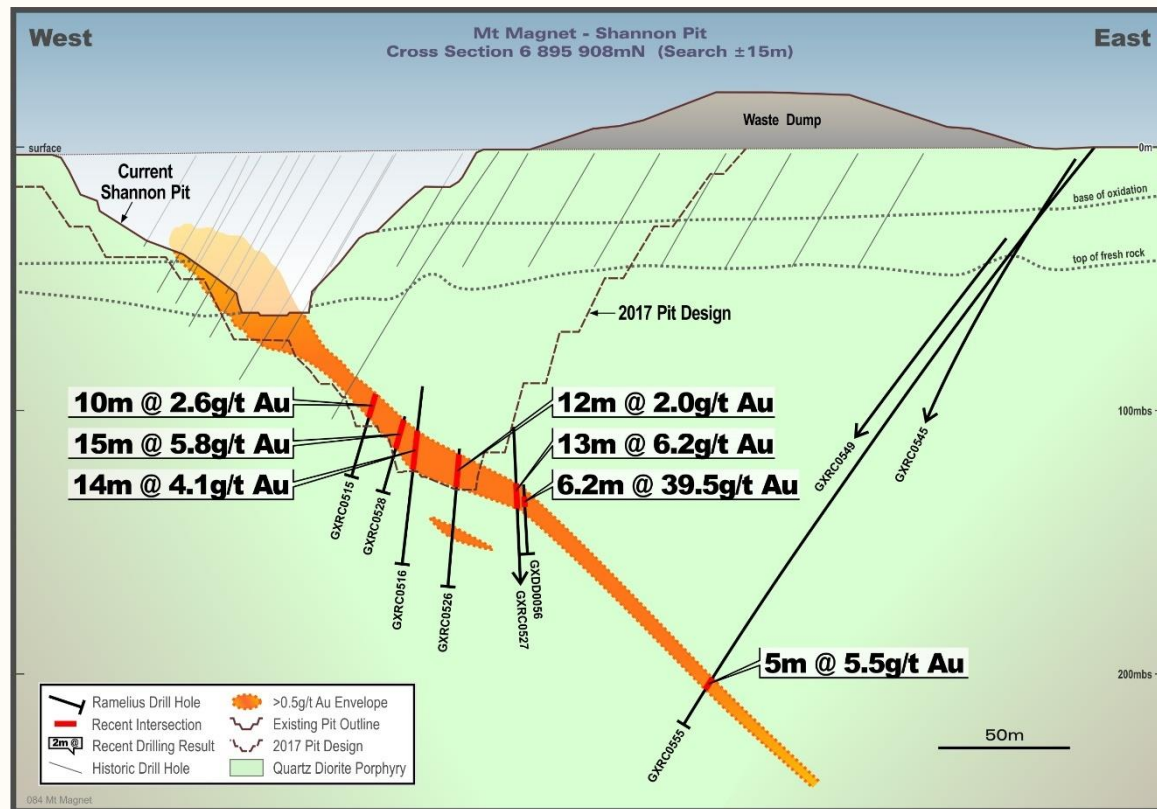 West
Mt Magnet - Shannon Pit
Cross Section 6 895 908mN (Search ±15m)
East
Waste Dump
surface
0m
Current
Shannon Pit
base of oxidation
top of fresh rock
2017 Pit Design
10m @ 2.6g/t Au
12m @ 2.0g/t Au
100mbs
15m @ 5.8g/t Au
13m @ 6.2g/t Au
14m @ 4.1g/t Au
6.2m @ 39.5g/t Au
GXRC0549
GXRC0545
GXRC0515
GXRC0528
GXRC0516
GXRC0526
GXDD0056
GXRC0527
5m @ 5.5g/t Au
200mbs
GXRC0555
50m
Ramelius Drill Hole
>0.5g/t Au Envelope
Recent Intersection
Existing Pit Outline
2m @
Recent Drilling Result
2017 Pit Design
Historic Drill Hole
Quartz Diorite Porphyry
084 Mt Magnet